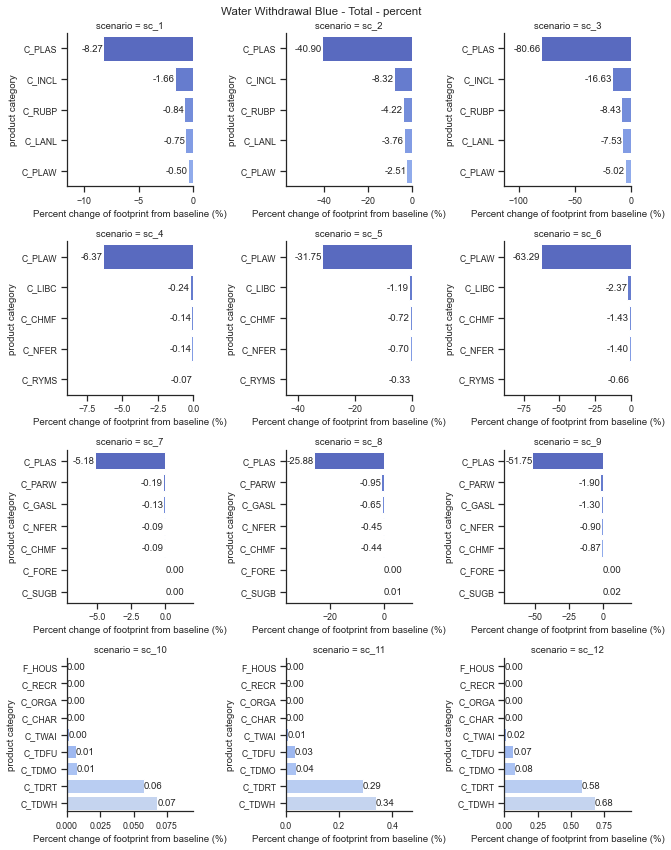 Water Withdrawal Blue - Total - percent
scenario = sc_1
product category
C_PLAS -8.27
C_INCL -1.66
C_RUBP -0.84
C_LANL -0.75
C_PLAW -0.50
-10 -5 0
Percent change of footprint from baseline (%)
scenario = sc_2
product category
C_PLAS -40.90
C_INCL -8.32
C_RUBP -4.22
C_LANL -3.76
C_PLAW -2.51
-40 -20 0
Percent change of footprint from baseline (%)
scenario = sc_3
product category
C_PLAS -80.66
C_INCL -16.63
C_RUBP -8.43
C_LANL -7.53
C_PLAW -5.02
-100 -50 0
Percent change of footprint from baseline (%)
scenario = sc_4
product category
C_PLAW -6.37
C_LIBC -0.24
C_CHMF -0.14
C_NFER -0.14
C_RYMS -0.07
-7.5 -5.0 -2.5 0.0
Percent change of footprint from baseline (%)
scenario = sc_5
product category
C_PLAW -31.75
C_LIBC -1.19
C_CHMF -0.72
C_NFER -0.70
C_RYMS -0.33
-40 -20 0
Percent change of footprint from baseline (%)
scenario = sc_6
product category
C_PLAW -63.29
C_LIBC -2.37
C_CHMF -1.43
C_NFER -1.40
C_RYMS -0.66
-75 -50 -25 0
Percent change of footprint from baseline (%)
scenario = sc_7
product category
C_PLAS -5.18
C_PARW -0.19
C_GASL -0.13
C_NFER -0.09
C_CHMF -0.09
C_FORE 0.00
C_SUGB 0.00
-5.0 -2.5 0.0
Percent change of footprint from baseline (%)
scenario = sc_8
product category
C_PLAS -25.88
C_PARW -0.95
C_GASL -0.65
C_NFER -0.45
C_CHMF -0.44
C_FORE 0.00
C_SUGB 0.01
-20 0
Percent change of footprint from baseline (%)
scenario = sc_9
product category
C_PLAS -51.75
C_PARW -1.90
C_GASL -1.30
C_NFER -0.90
C_CHMF -0.87
C_FORE 0.00
C_SUGB 0.02
-50 -25 0
Percent change of footprint from baseline (%)
scenario = sc_10
product category
F_HOUS 0.00
C_RECR 0.00
C_ORGA 0.00
C_CHAR 0.00
C_TWAI 0.00
C_TDFU 0.01
C_TDMO 0.01
C_TDRT 0.06
C_TDWH 0.07
0.000 0.025 0.050 0.075
Percent change of footprint from baseline (%)
scenario = sc_11
product category
F_HOUS 0.00
C_RECR 0.00
C_ORGA 0.00
C_CHAR 0.00
C_TWAI 0.01
C_TDFU 0.03
C_TDMO 0.04
C_TDRT 0.29
C_TDWH 0.34
0.0 0.2 0.4
Percent change of footprint from baseline (%)
scenario = sc_12
product category
F_HOUS 0.00
C_RECR 0.00
C_ORGA 0.00
C_CHAR 0.00
C_TWAI 0.02
C_TDFU 0.07
C_TDMO 0.08
C_TDRT 0.58
C_TDWH 0.68
0.00 0.25 0.50 0.75
Percent change of footprint from baseline (%)